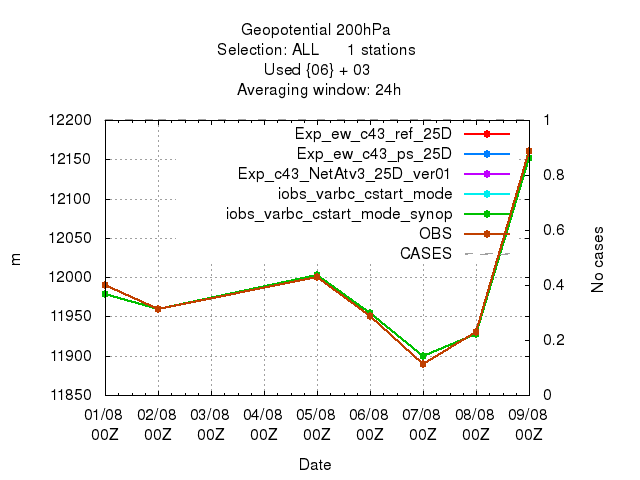 Geopotential 200hPa
Selection: ALL 1 stations
Used {06} + 03
Averaging window: 24h
12200
12150
12100
12050
12000
11950
11900
11850
m
1
0.8
0.6
0.4
0.2
0
No cases
Exp_ew_c43_ref_25D
Exp_ew_c43_ps_25D
Exp_c43_NetAtv3_25D_ver01
iobs_varbc_cstart_mode
iobs_varbc_cstart_mode_synop
OBS
CASES
01/08 02/08 03/08 04/08 05/08 06/08 07/08 08/08 09/08
00Z 00Z 00Z 00Z 00Z 00Z 00Z 00Z 00Z
Date